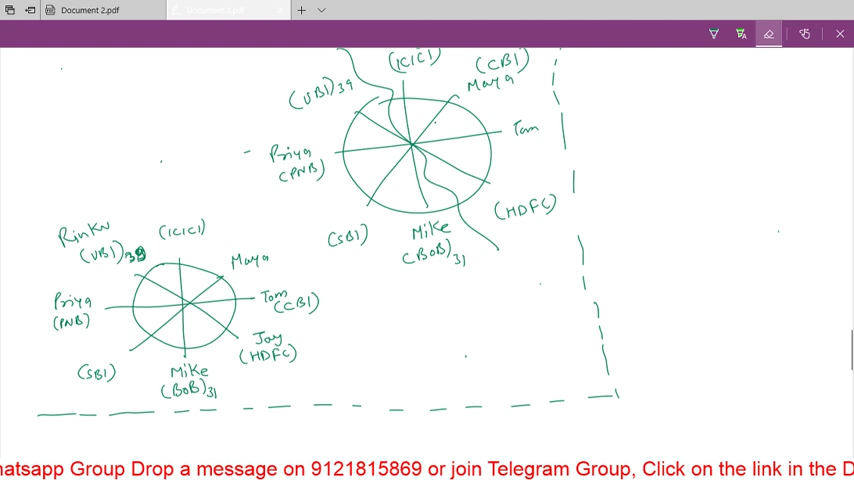 Document 2.pdf
(ICICI)
(CBI)
Maya
(UBI) 39
Tom
Priya
(PNB)
(HDFC)
(SBI)
Mike
(BOB) 31
Rinku
(UBI) 39
(ICICI)
Maya
Priya
(PNB)
Tom
(CBI)
Joy
(HDFC)
(SBI)
Mike
(BOB) 31
hatsapp Group Drop a message on 9121815869 or join Telegram Group, Click on the link in the D